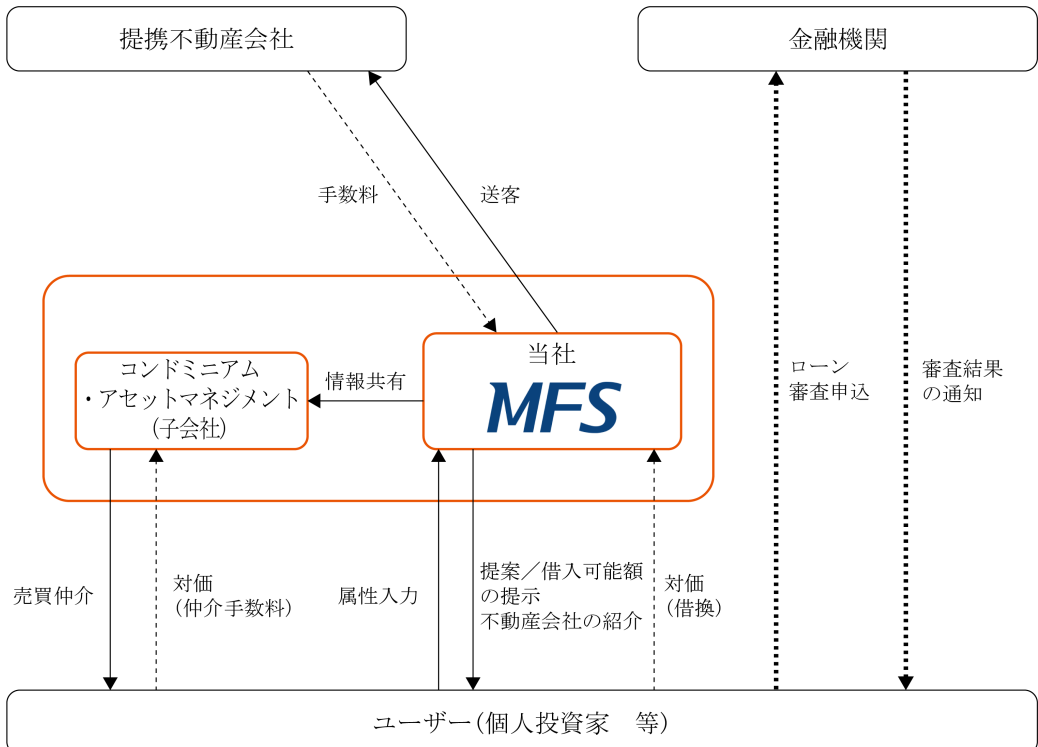 提携不動産会社
金融機関
手数料
送客
当社
MFS
コンドミニアム
・アセットマネジメント
(子会社)
情報共有
ローン
審査申込
審査結果
の通知
売買仲介
対価
(仲介手数料)
属性入力
提案／借入可能額
の提示
不動産会社の紹介
対価
(借換)
ユーザー(個人投資家　等)